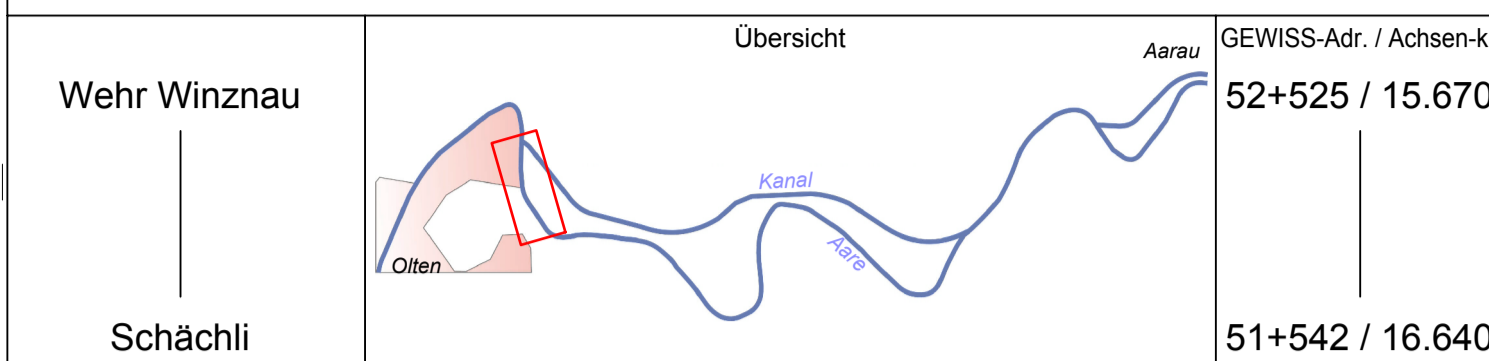 Wehr Winznau
Schächli
Übersicht
Aarau
Kanal
Aare
Olten
GEWISS-Adr. / Achsen-k
52+525 / 15.670
51+542 / 16.640